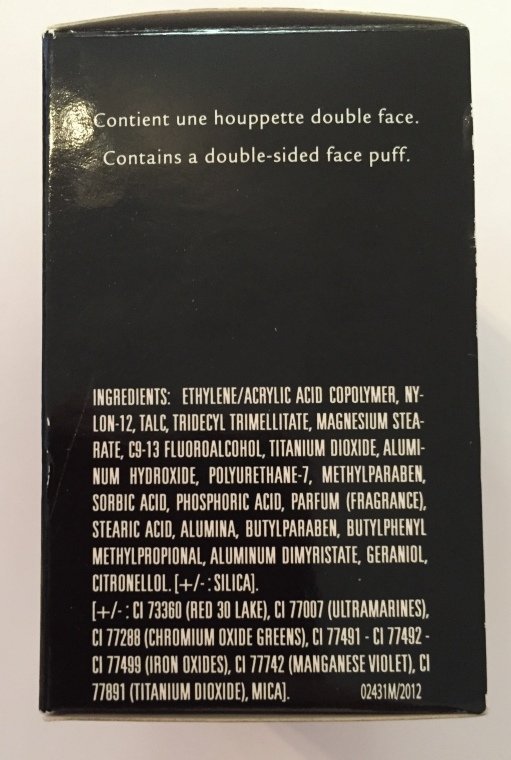 Contient une houppette double face.
Contains a double-sided face puff.
INGREDIENTS: ETHYLENE/ACRYLIC ACID COPOLYMER, NY-
LON-12, TALC, TRIDECYL TRIMELLITATE, MAGNESIUM STEA-
RATE, C9-13 FLUOROALCOHOL, TITANIUM DIOXIDE, ALUMI-
NUM HYDROXIDE, POLYURETHANE-7, METHYLPARABEN,
SORBIC ACID, PHOSPHORIC ACID, PARFUM (FRAGRANCE),
STEARIC ACID, ALUMINA, BUTYLPARABEN, BUTYLPHENYL
METHYLPROPIONAL, ALUMINUM DIMYRISTATE, GERANIOL,
CITRONELLOL. [+/-: SILICA].
[+/-: CI 73360 (RED 30 LAKE), CI 77007 (ULTRAMARINES),
CI 77288 (CHROMIUM OXIDE GREENS), CI 77491 - CI 77492 -
CI 77499 (IRON OXIDES), CI 77742 (MANGANESE VIOLET), CI
77891 (TITANIUM DIOXIDE), MICA]. 02431M/2012